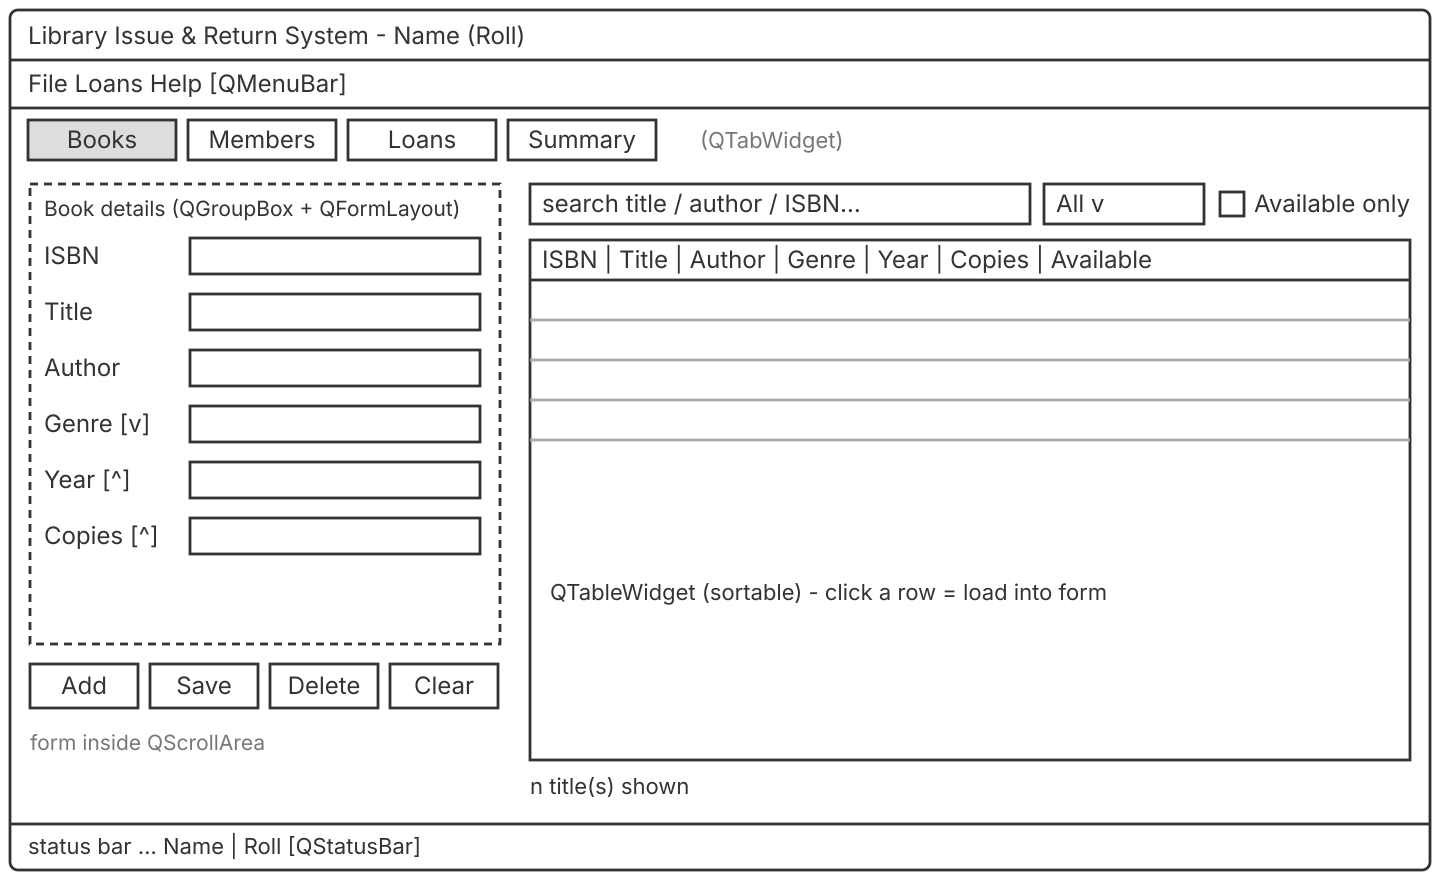 Library Issue & Return System - Name (Roll)
File Loans Help [QMenuBar]
Books Members Loans Summary (QTabWidget)
Book details (QGroupBox + QFormLayout)
ISBN
Title
Author
Genre [v]
Year [^]
Copies [^]
Add Save Delete Clear
form inside QScrollArea
search title / author / ISBN... All v Available only
ISBN | Title | Author | Genre | Year | Copies | Available
QTableWidget (sortable) - click a row = load into form
n title(s) shown
status bar ... Name | Roll [QStatusBar]